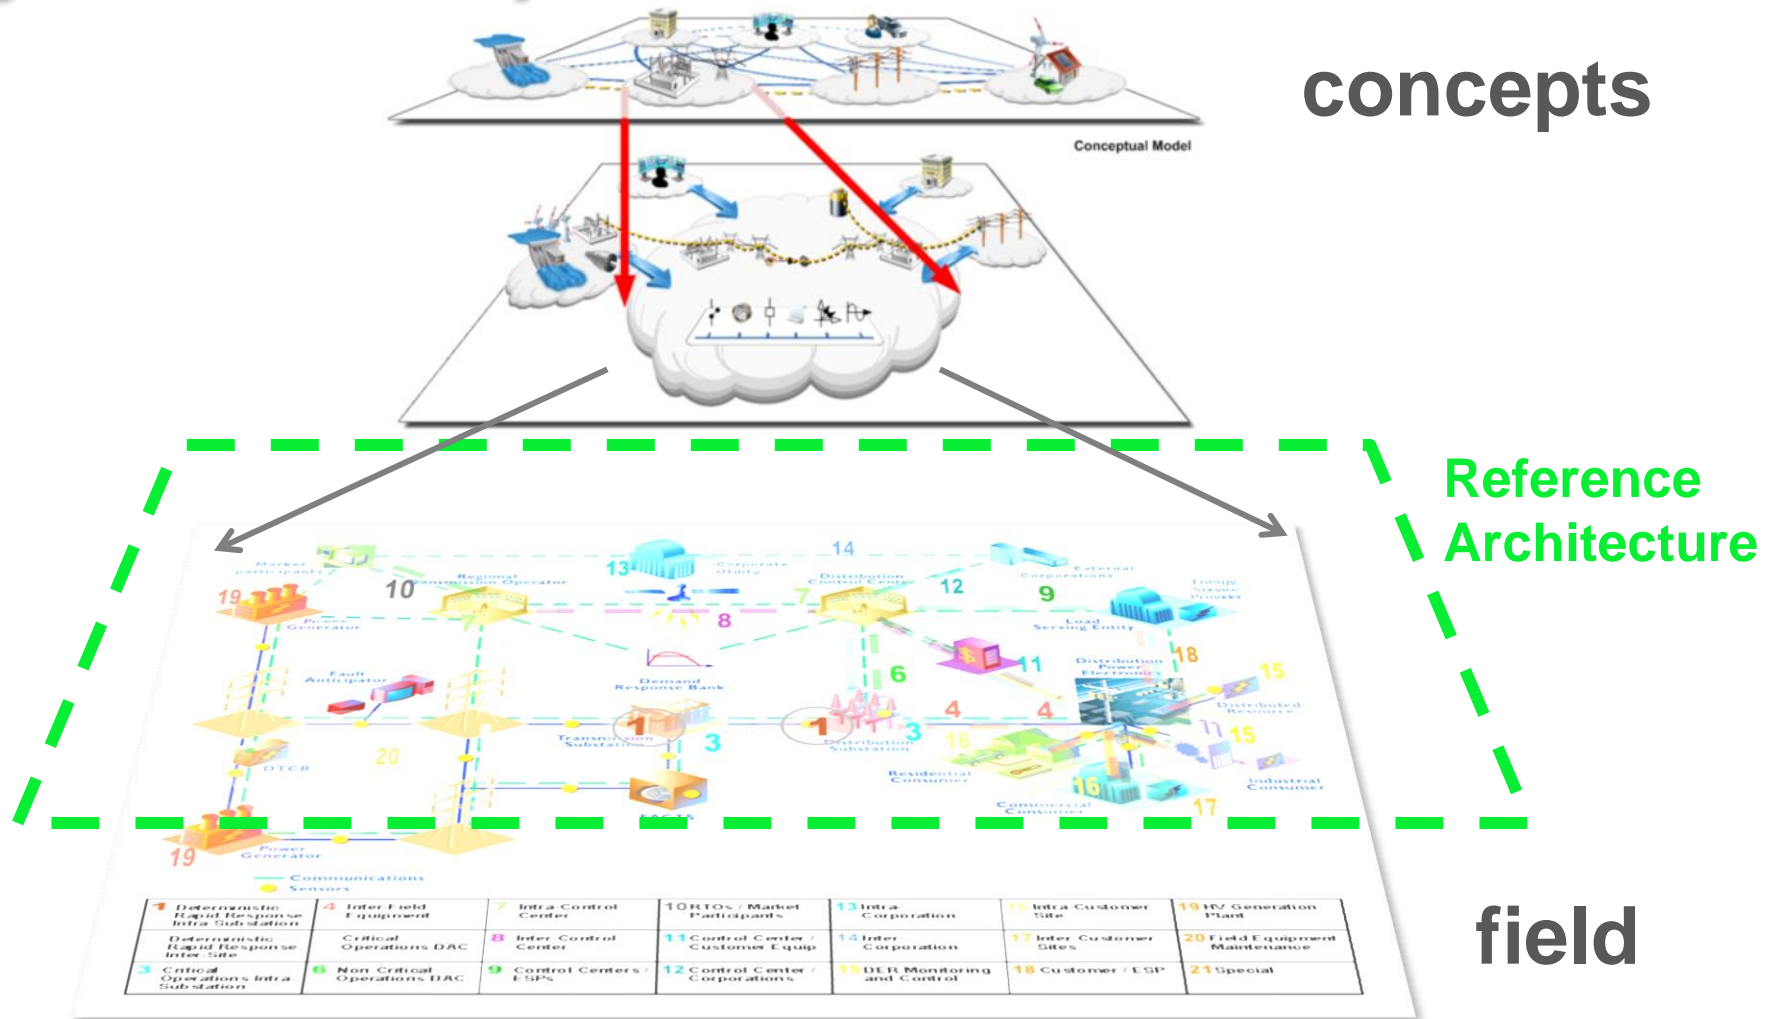 concepts
Conceptual Model
Reference
Architecture
14
Market
participants
13
Corporate
Utility
External
Corporations
Regional
Transmission Operator
Distribution
Control Center
Energy
Service
Provider
10
12
9
19
7
7
8
Power
Generator
Load
Serving Entity
Fault
Anticipator
Demand
Response Bank
6
11
Distribution
Power
Electronics
18
15
Distributed
Resource
1
1
4
4
3
3
Transmission
Substation
Distribution
Substation
16
15
DTCR
20
Residential
Consumer
Industrial
Consumer
16
Commercial
Consumer
17
FACTS
19
Power
Generator
Communications
Sensors
1 Deterministic
Rapid Response
Intra Substation
4 Inter-Field
Equipment
7 Intra-Control
Center
10 RTOs / Market
Participants
13 Intra-
Corporation
16 Intra-Customer
Site
19 HV Generation
Plant
Deterministic
Rapid Response
Inter-Site
Critical
Operations DAC
8 Inter Control
Center
11 Control Center /
Customer Equip
14 Inter
Corporation
17 Inter Customer
Sites
20 Field Equipment
Maintenance
3 Critical
Operations Intra
Substation
6 Non Critical
Operations DAC
9 Control Centers /
ESPs
12 Control Center /
Corporations
15 DER Monitoring
and Control
18 Customer / ESP
21 Special
field